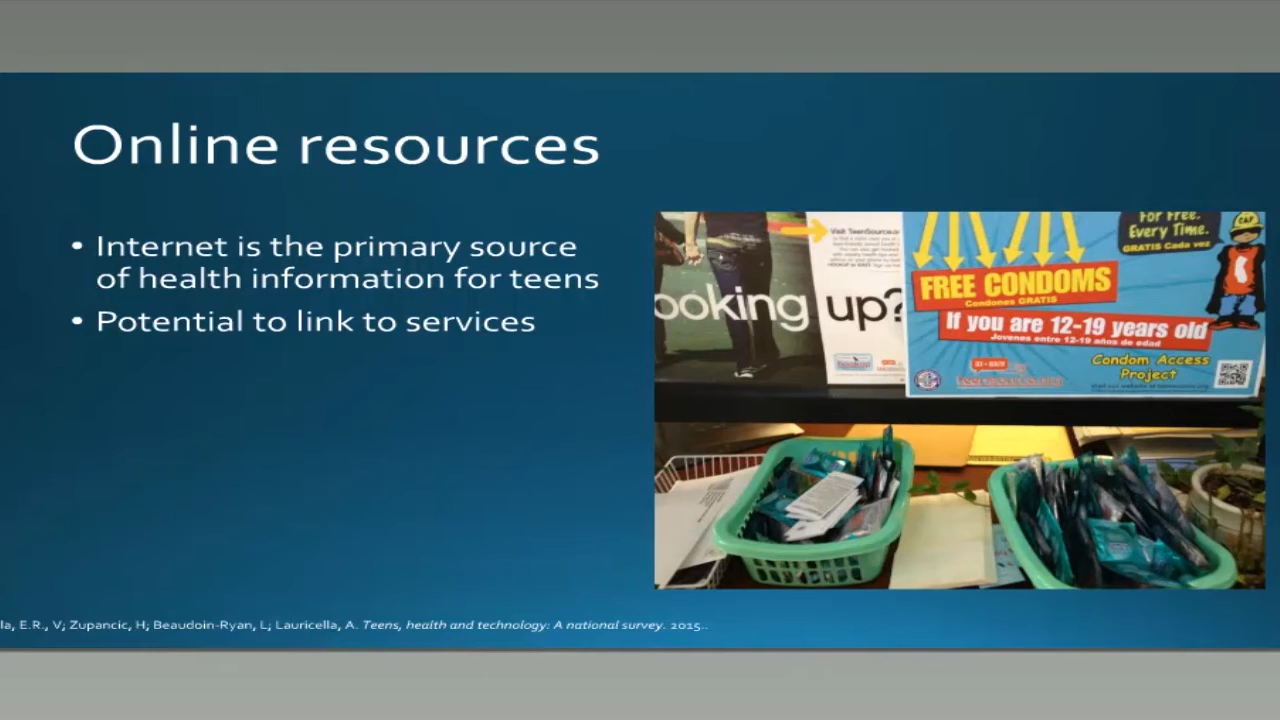 Online resources
• Internet is the primary source
of health information for teens
• Potential to link to services
ooking up?
Visit TeenSource.o
For Free.
Every Time.
GRATIS Cada vez
CAP
FREE CONDOMS
Condones GRATIS
If you are 12-19 years old
Jovenes entre 12-19 años de edad
Condom Access
Project
la, E.R., V; Zupancic, H; Beaudoin-Ryan, L; Lauricella, A. Teens, health and technology: A national survey. 2015..